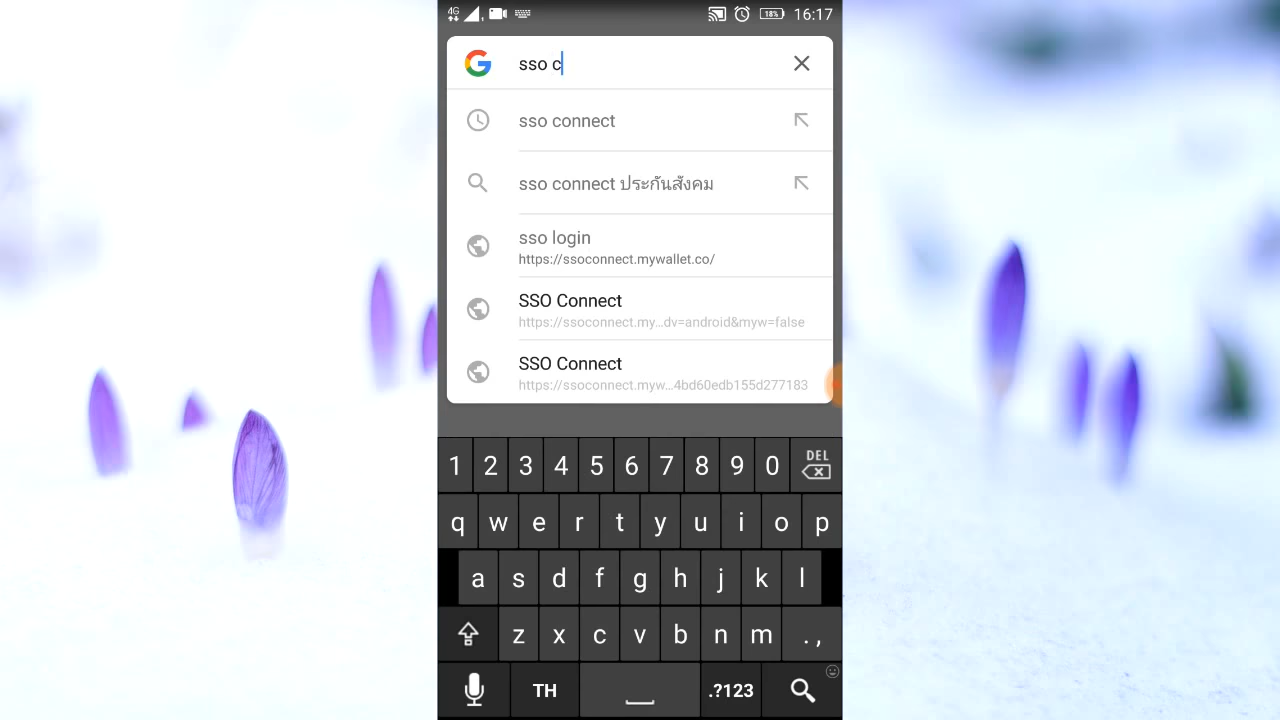 4G
18%
16:17
sso c
sso connect
sso connect ประกันสังคม
sso login
https://ssoconnect.mywallet.co/
SSO Connect
https://ssoconnect.my...dv=android&myw=false
SSO Connect
https://ssoconnect.myw...4bd60edb155d277183
1 2 3 4 5 6 7 8 9 0 DEL
q w e r t y u i o p
a s d f g h j k l
z x c v b n m . ,
TH .?123